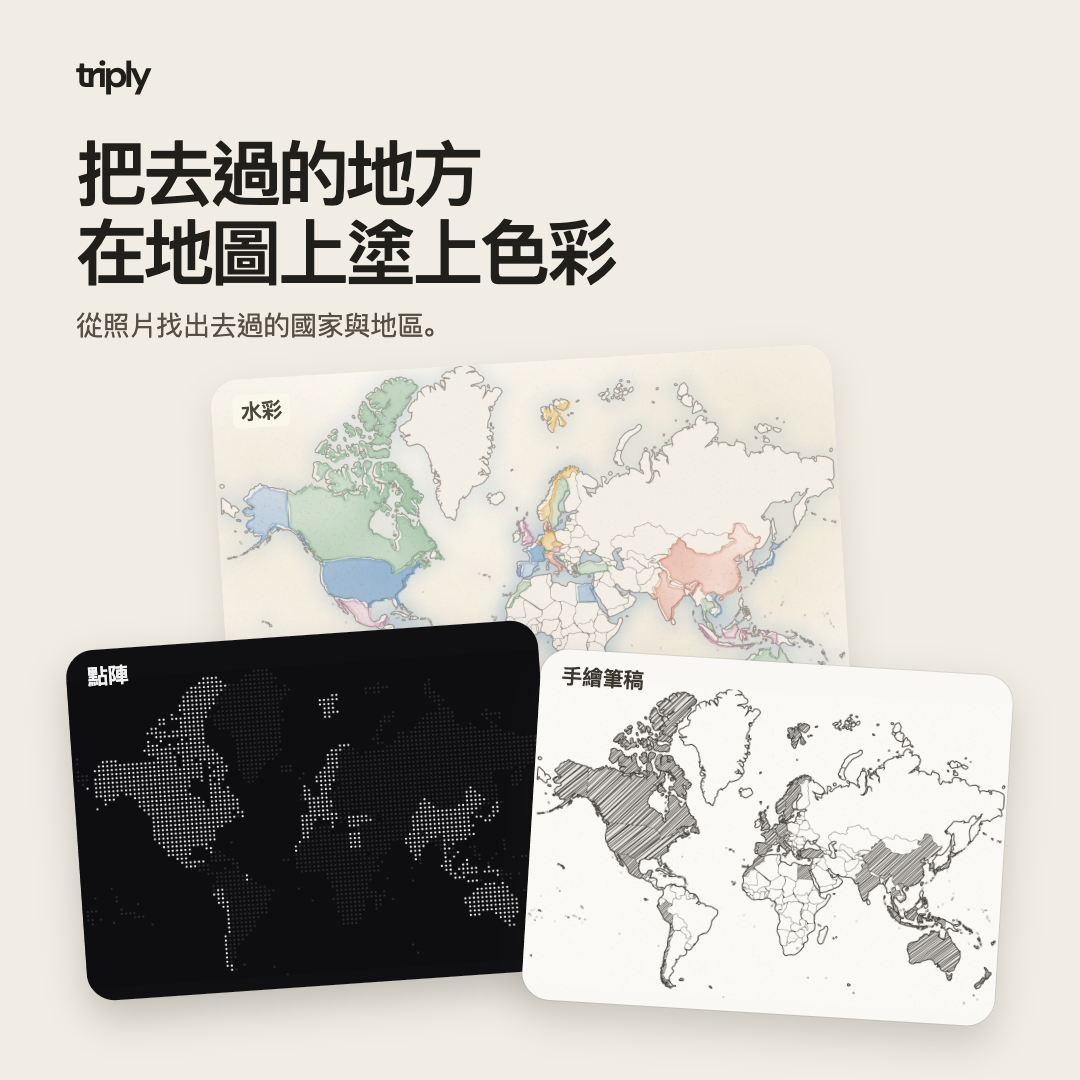 triply
把去過的地方
在地圖上塗上色彩
從照片找出去過的國家與地區。
水彩
點陣
手繪筆稿